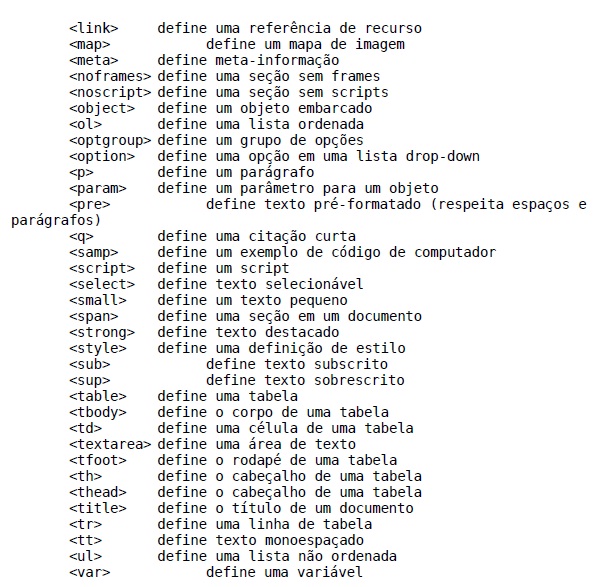 <link> define uma referência de recurso
<map> define um mapa de imagem
<meta> define meta-informação
<noframes> define uma seção sem frames
<noscript> define uma seção sem scripts
<object> define um objeto embarcado
<ol> define uma lista ordenada
<optgroup> define um grupo de opções
<option> define uma opção em uma lista drop-down
<p> define um parágrafo
<param> define um parâmetro para um objeto
<pre> define texto pré-formatado (respeita espaços e
parágrafos)
<q> define uma citação curta
<samp> define um exemplo de código de computador
<script> define um script
<select> define texto selecionável
<small> define um texto pequeno
<span> define uma seção em um documento
<strong> define texto destacado
<style> define uma definição de estilo
<sub> define texto subscrito
<sup> define texto sobrescrito
<table> define uma tabela
<tbody> define o corpo de uma tabela
<td> define uma célula de uma tabela
<textarea> define uma área de texto
<tfoot> define o rodapé de uma tabela
<th> define o cabeçalho de uma tabela
<thead> define o cabeçalho de uma tabela
<title> define o título de um documento
<tr> define uma linha de tabela
<tt> define texto monoespaçado
<ul> define uma lista não ordenada
<var> define uma variável